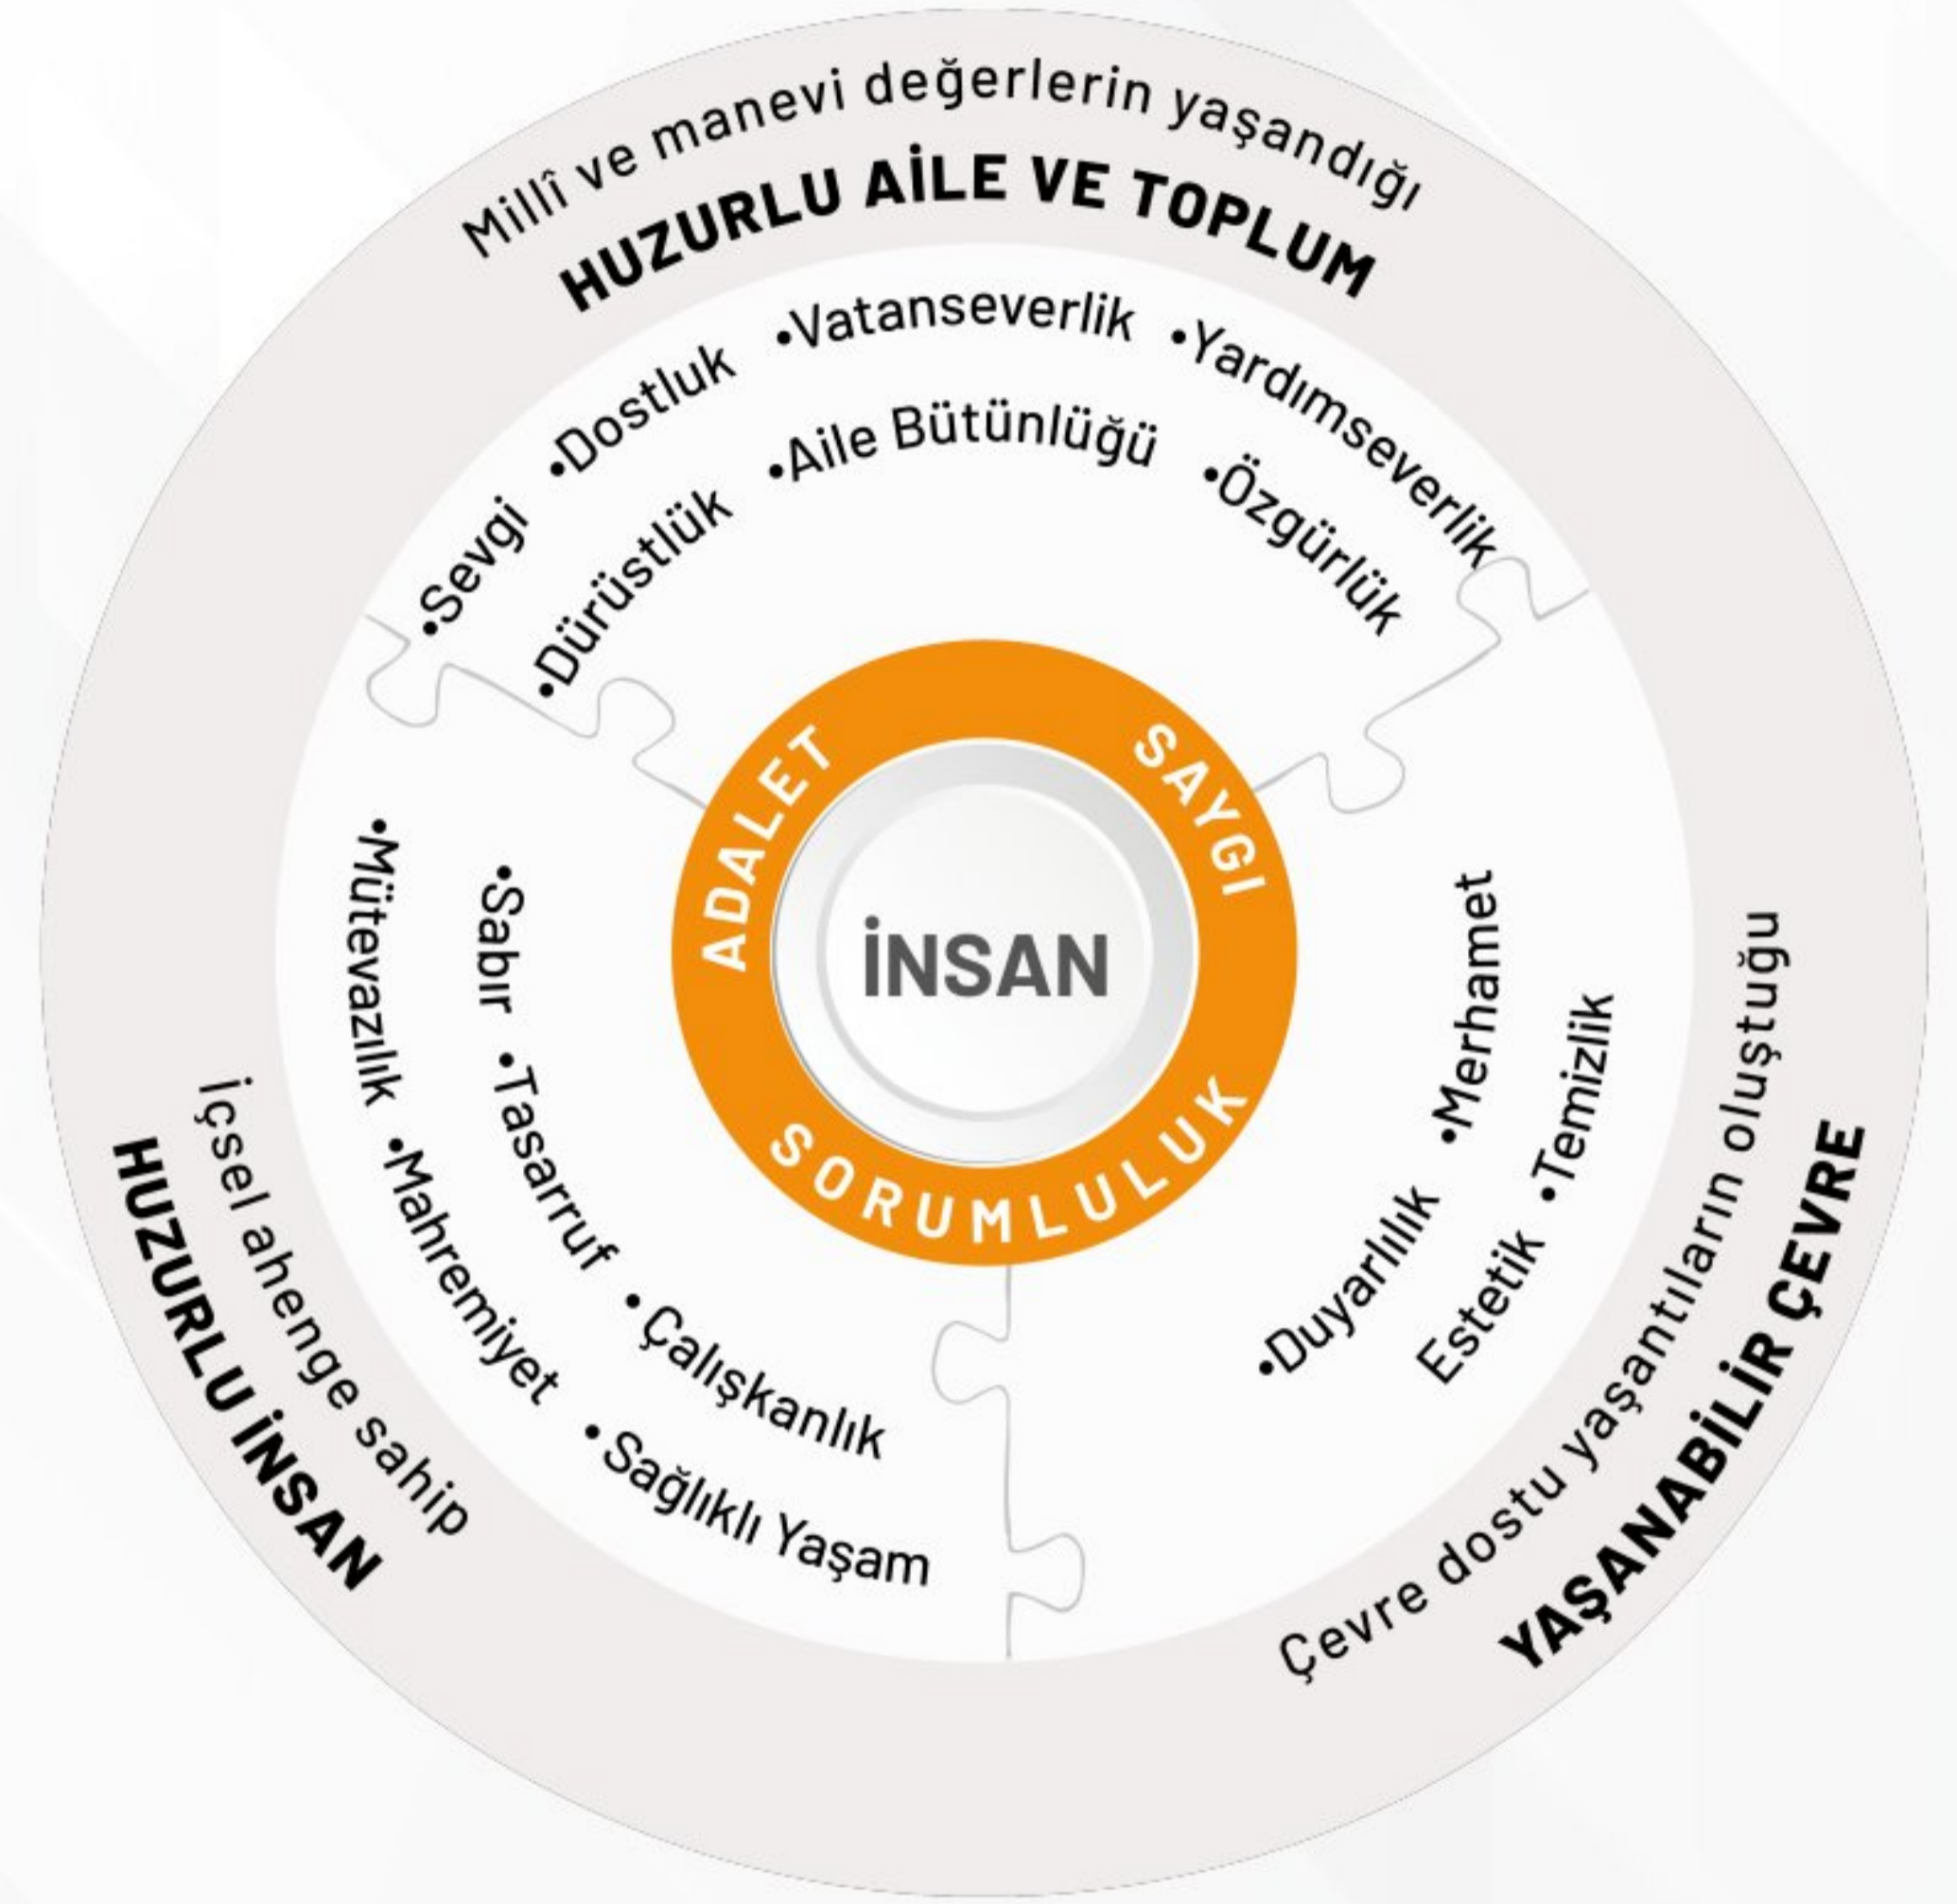 Millî ve manevi değerlerin yaşandığı
HUZURLU AİLE VE TOPLUM
•Sevgi •Dostluk •Vatanseverlik •Yardımseverlik
•Dürüstlük •Aile Bütünlüğü •Özgürlük
ADALET
SAYGI
SORUMLULUK
İNSAN
•Mütevazılık •Mahremiyet •Sağlıklı Yaşam
•Sabır •Tasarruf •Çalışkanlık
İçsel ahenge sahip
HUZURLU İNSAN
•Duyarlılık •Merhamet
Estetik •Temizlik
Çevre dostu yaşantıların oluştuğu
YAŞANABİLİR ÇEVRE